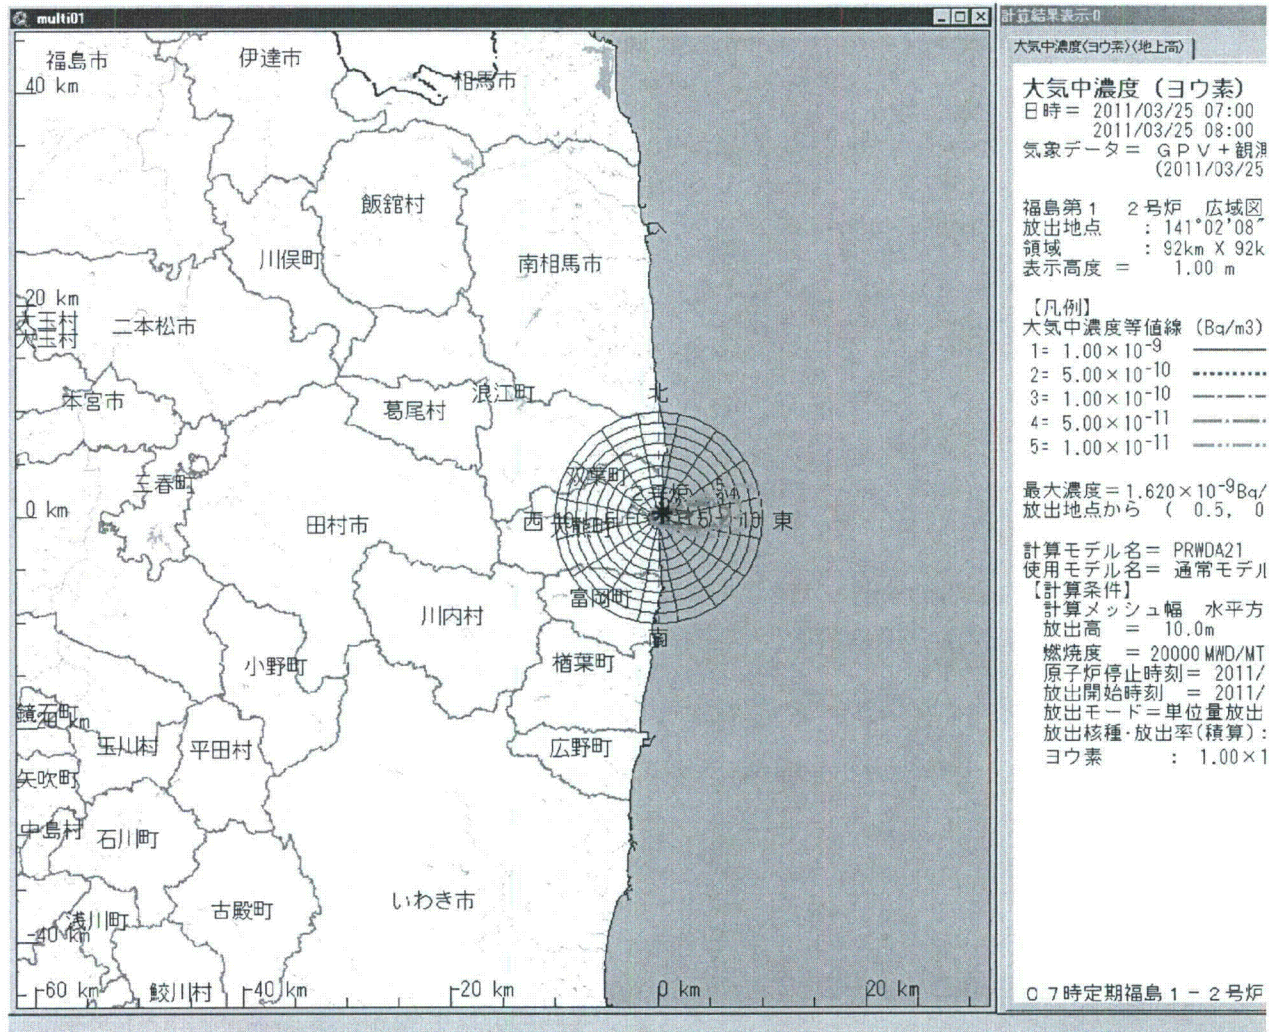 multi01
福島市
伊達市
相馬市
40 km
飯舘村
川俣町
南相馬市
20 km
大玉村
大玉村
二本松市
本宮市
浪江町
北
葛尾村
三春町
双葉町
0 km
田村市
西
大熊町
東
富岡町
川内村
南
小野町
楢葉町
鏡石町
玉川村
平田村
広野町
矢吹町
中島村
石川町
いわき市
浅川町
古殿町
-40 km
鮫川村
-60 km
-40 km
-20 km
0 km
20 km
計算結果表示
大気中濃度(ヨウ素)(地上高)
大気中濃度(ヨウ素)
日時= 2011/03/25 07:00
2011/03/25 08:00
気象データ= GPV+観測
(2011/03/25
福島第1 2号炉 広域図
放出地点 : 141°02'08"
領域 : 92km X 92k
表示高度 = 1.00 m
【凡例】
大気中濃度等値線 (Bq/m3)
1= 1.00×10⁻⁹
2= 5.00×10⁻¹⁰
3= 1.00×10⁻¹⁰
4= 5.00×10⁻¹¹
5= 1.00×10⁻¹¹
最大濃度=1.620×10⁻⁹Bq/
放出地点から ( 0.5, 0
計算モデル名= PRWDA21
使用モデル名= 通常モデル
【計算条件】
計算メッシュ幅 水平方
放出高 = 10.0m
燃焼度 = 20000MWD/MT
原子炉停止時刻= 2011/
放出開始時刻 = 2011/
放出モード=単位量放出
放出核種・放出率(積算):
ヨウ素 : 1.00×1
07時定期福島1-2号炉